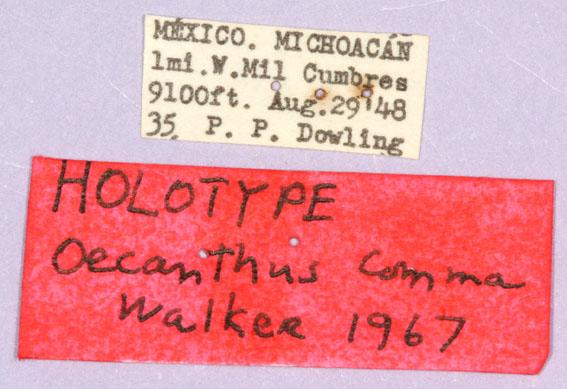 MÉXICO. MICHOACÁN
1mi.W.Mil Cumbres
9100ft. Aug.29'48
35 P. P. Dowling
HOLOTYPE
Oecanthus comma
Walker 1967